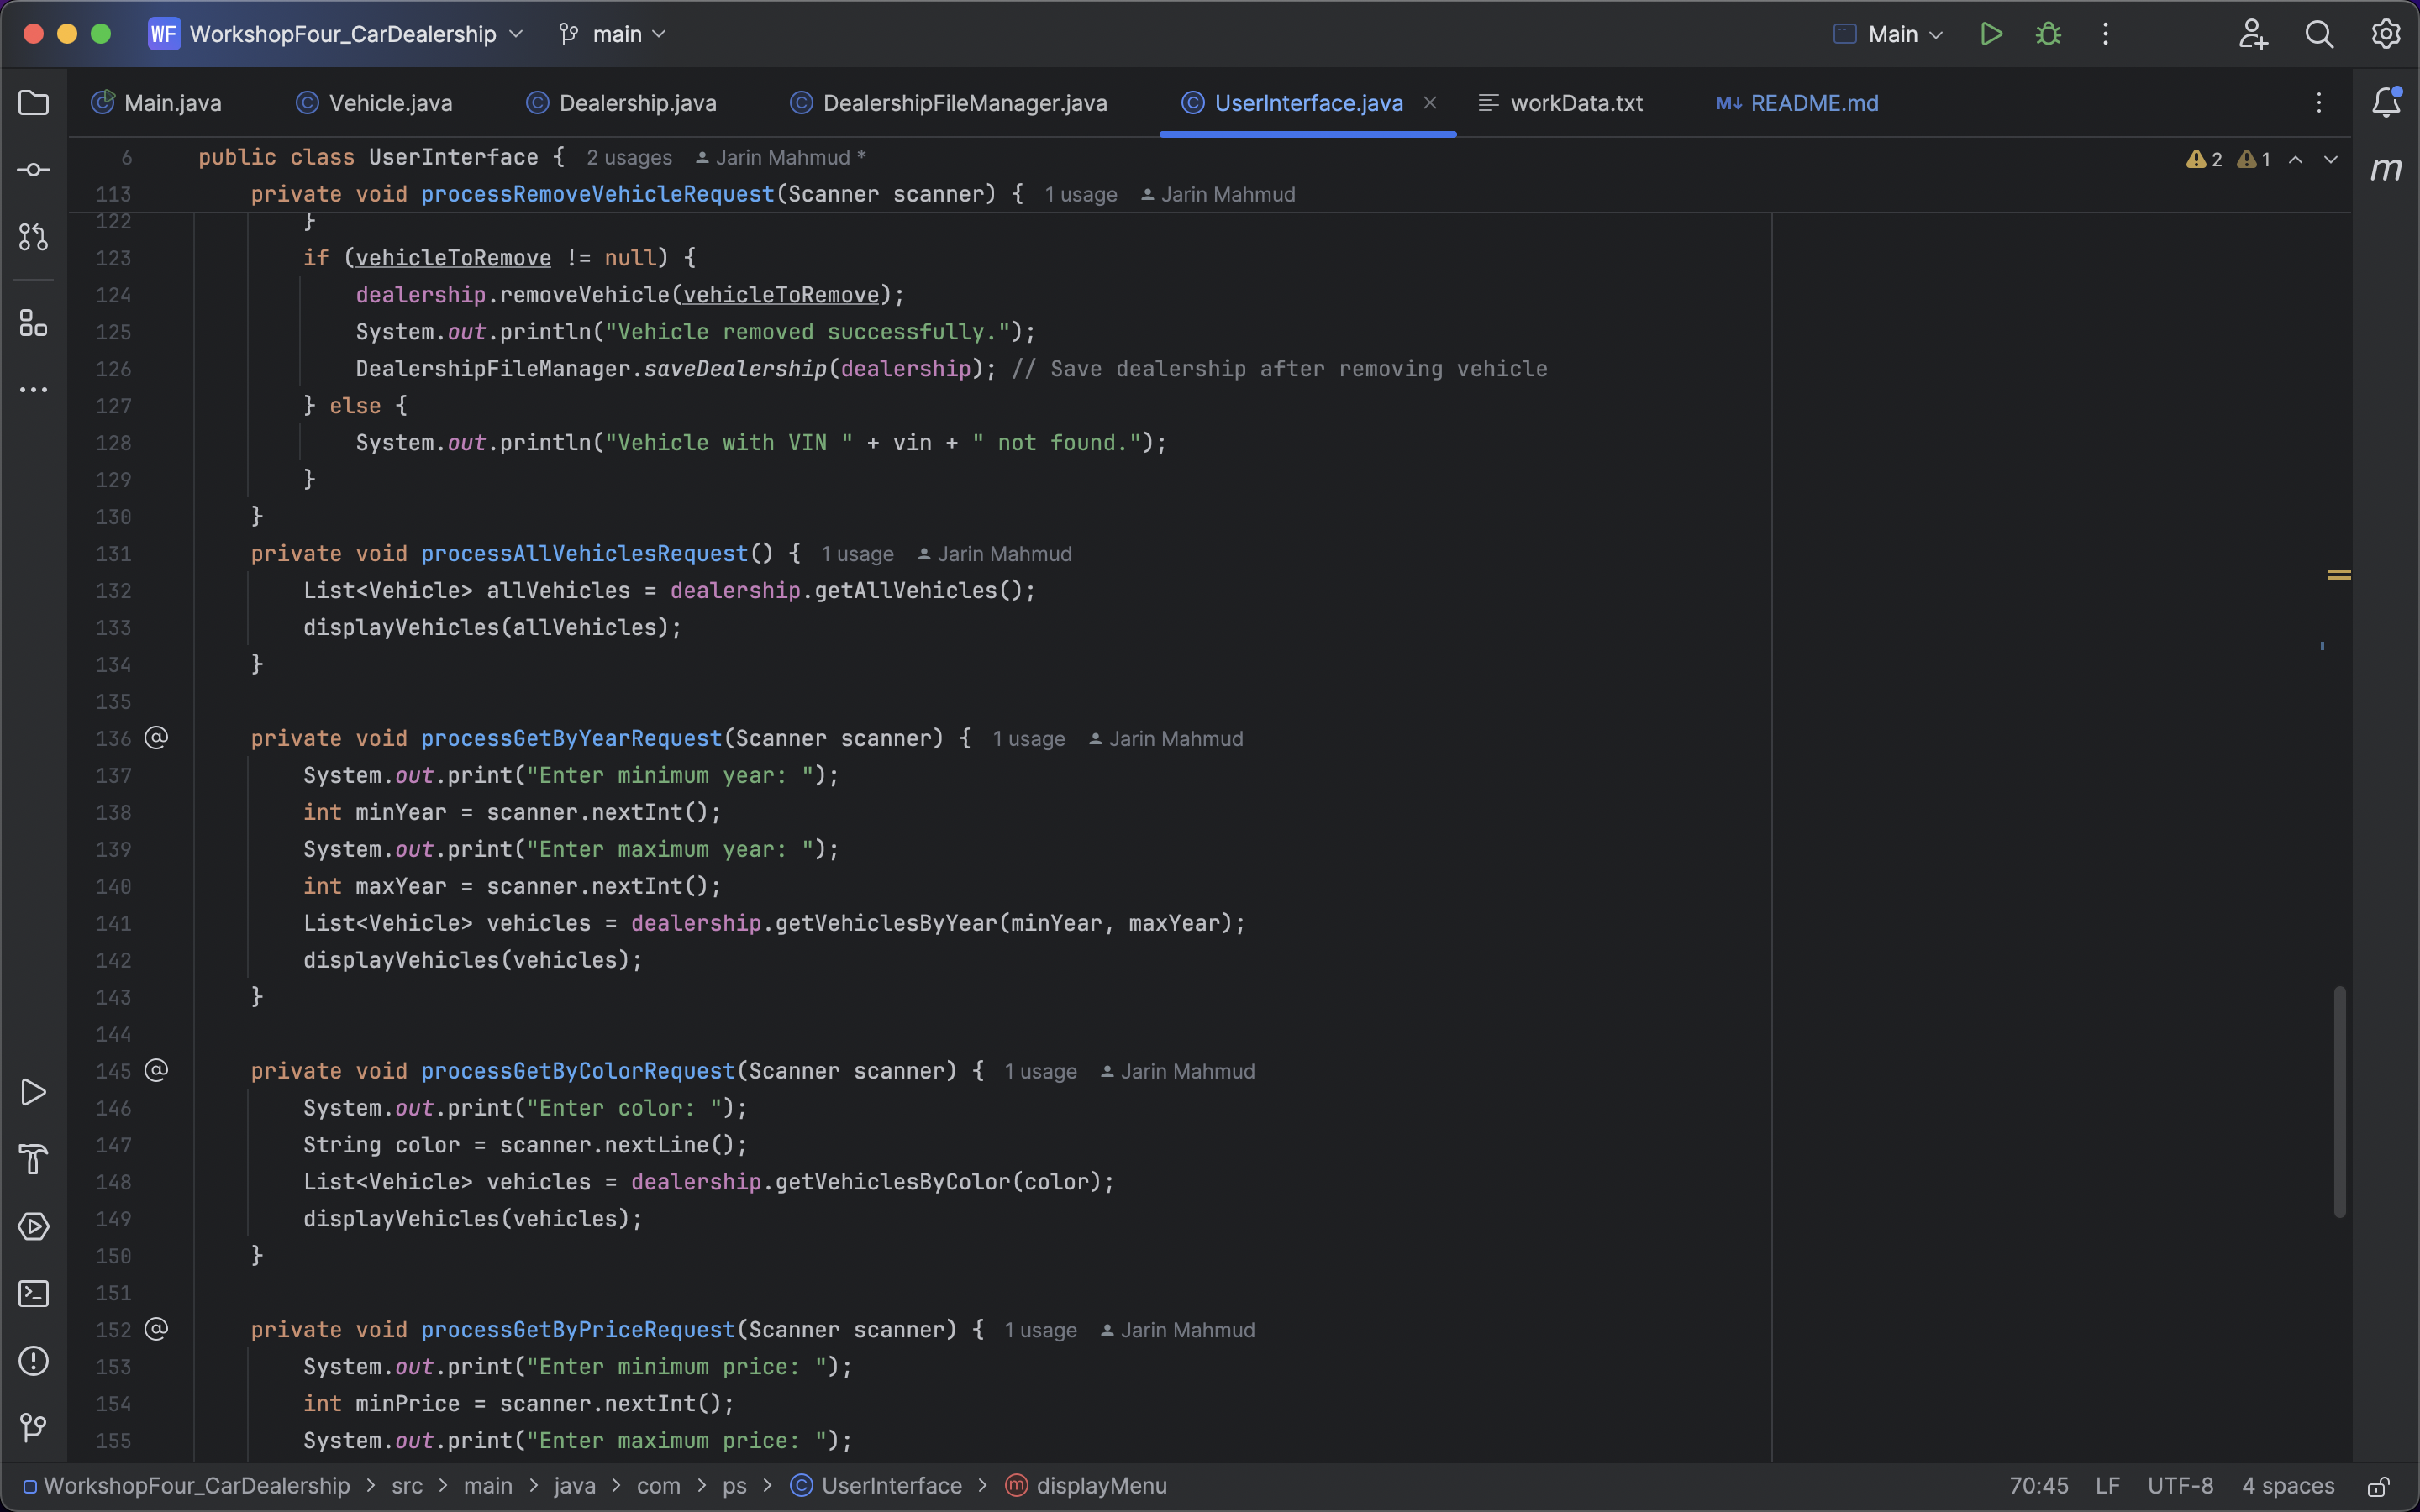 WF WorkshopFour_CarDealership main Main
Main.java Vehicle.java Dealership.java DealershipFileManager.java UserInterface.java workData.txt M↓ README.md
6 public class UserInterface { 2 usages Jarin Mahmud * 2 1
113 private void processRemoveVehicleRequest(Scanner scanner) { 1 usage Jarin Mahmud
122 }
123 if (vehicleToRemove != null) {
124 dealership.removeVehicle(vehicleToRemove);
125 System.out.println("Vehicle removed successfully.");
126 DealershipFileManager.saveDealership(dealership); // Save dealership after removing vehicle
127 } else {
128 System.out.println("Vehicle with VIN " + vin + " not found.");
129 }
130 }
131 private void processAllVehiclesRequest() { 1 usage Jarin Mahmud
132 List<Vehicle> allVehicles = dealership.getAllVehicles();
133 displayVehicles(allVehicles);
134 }
135
136 @ private void processGetByYearRequest(Scanner scanner) { 1 usage Jarin Mahmud
137 System.out.print("Enter minimum year: ");
138 int minYear = scanner.nextInt();
139 System.out.print("Enter maximum year: ");
140 int maxYear = scanner.nextInt();
141 List<Vehicle> vehicles = dealership.getVehiclesByYear(minYear, maxYear);
142 displayVehicles(vehicles);
143 }
144
145 @ private void processGetByColorRequest(Scanner scanner) { 1 usage Jarin Mahmud
146 System.out.print("Enter color: ");
147 String color = scanner.nextLine();
148 List<Vehicle> vehicles = dealership.getVehiclesByColor(color);
149 displayVehicles(vehicles);
150 }
151
152 @ private void processGetByPriceRequest(Scanner scanner) { 1 usage Jarin Mahmud
153 System.out.print("Enter minimum price: ");
154 int minPrice = scanner.nextInt();
155 System.out.print("Enter maximum price: ");
WorkshopFour_CarDealership > src > main > java > com > ps > UserInterface > displayMenu 70:45 LF UTF-8 4 spaces